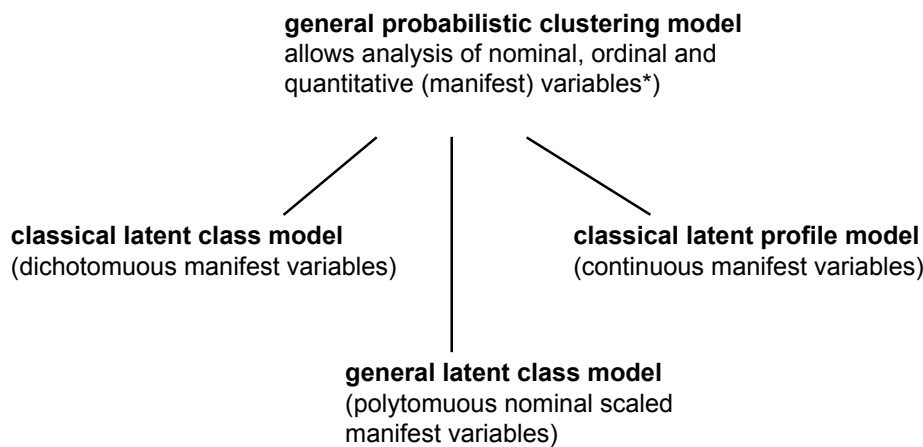 general probabilistic clustering model
allows analysis of nominal, ordinal and
quantitative (manifest) variables*)
classical latent class model
(dichotomuous manifest variables)
classical latent profile model
(continuous manifest variables)
general latent class model
(polytomuous nominal scaled
manifest variables)